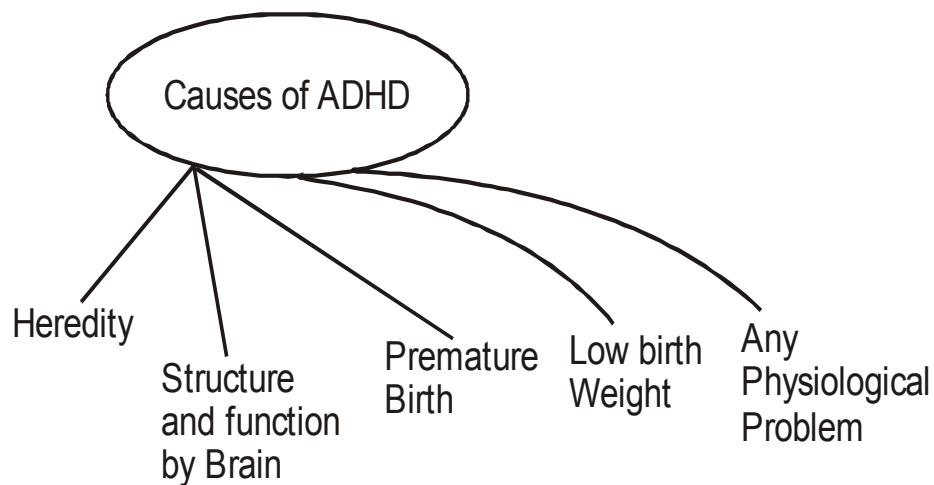 Causes of ADHD
Heredity
Structure
and function
by Brain
Premature
Birth
Low birth
Weight
Any
Physiological
Problem